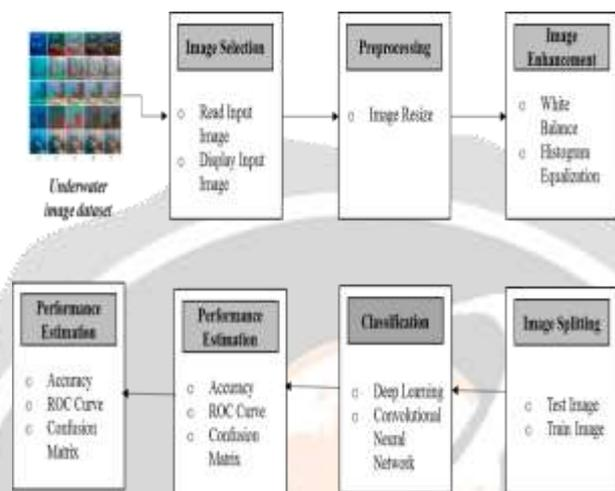 Image Selection
○ Read Input
Image
○ Display Input
Image
Preprocessing
○ Image Resize
Image
Enhancement
○ White
Balance
○ Histogram
Equalization
Underwater
image dataset
Performance
Estimation
○ Accuracy
○ ROC Curve
○ Confusion
Matrix
Performance
Estimation
○ Accuracy
○ ROC Curve
○ Confusion
Matrix
Classification
○ Deep Learning
○ Convolutional
Neural
Network
Image Splitting
○ Test Image
○ Train Image